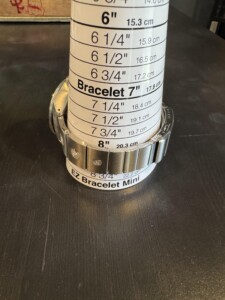 6" 15.3 cm
6 1/4" 15.9 cm
6 1/2" 16.5 cm
6 3/4" 17.2 cm
Bracelet 7" 17.8 cm
7 1/4" 18.4 cm
7 1/2" 19.1 cm
7 3/4" 19.7 cm
8" 20.3 cm
EZ Bracelet Mini